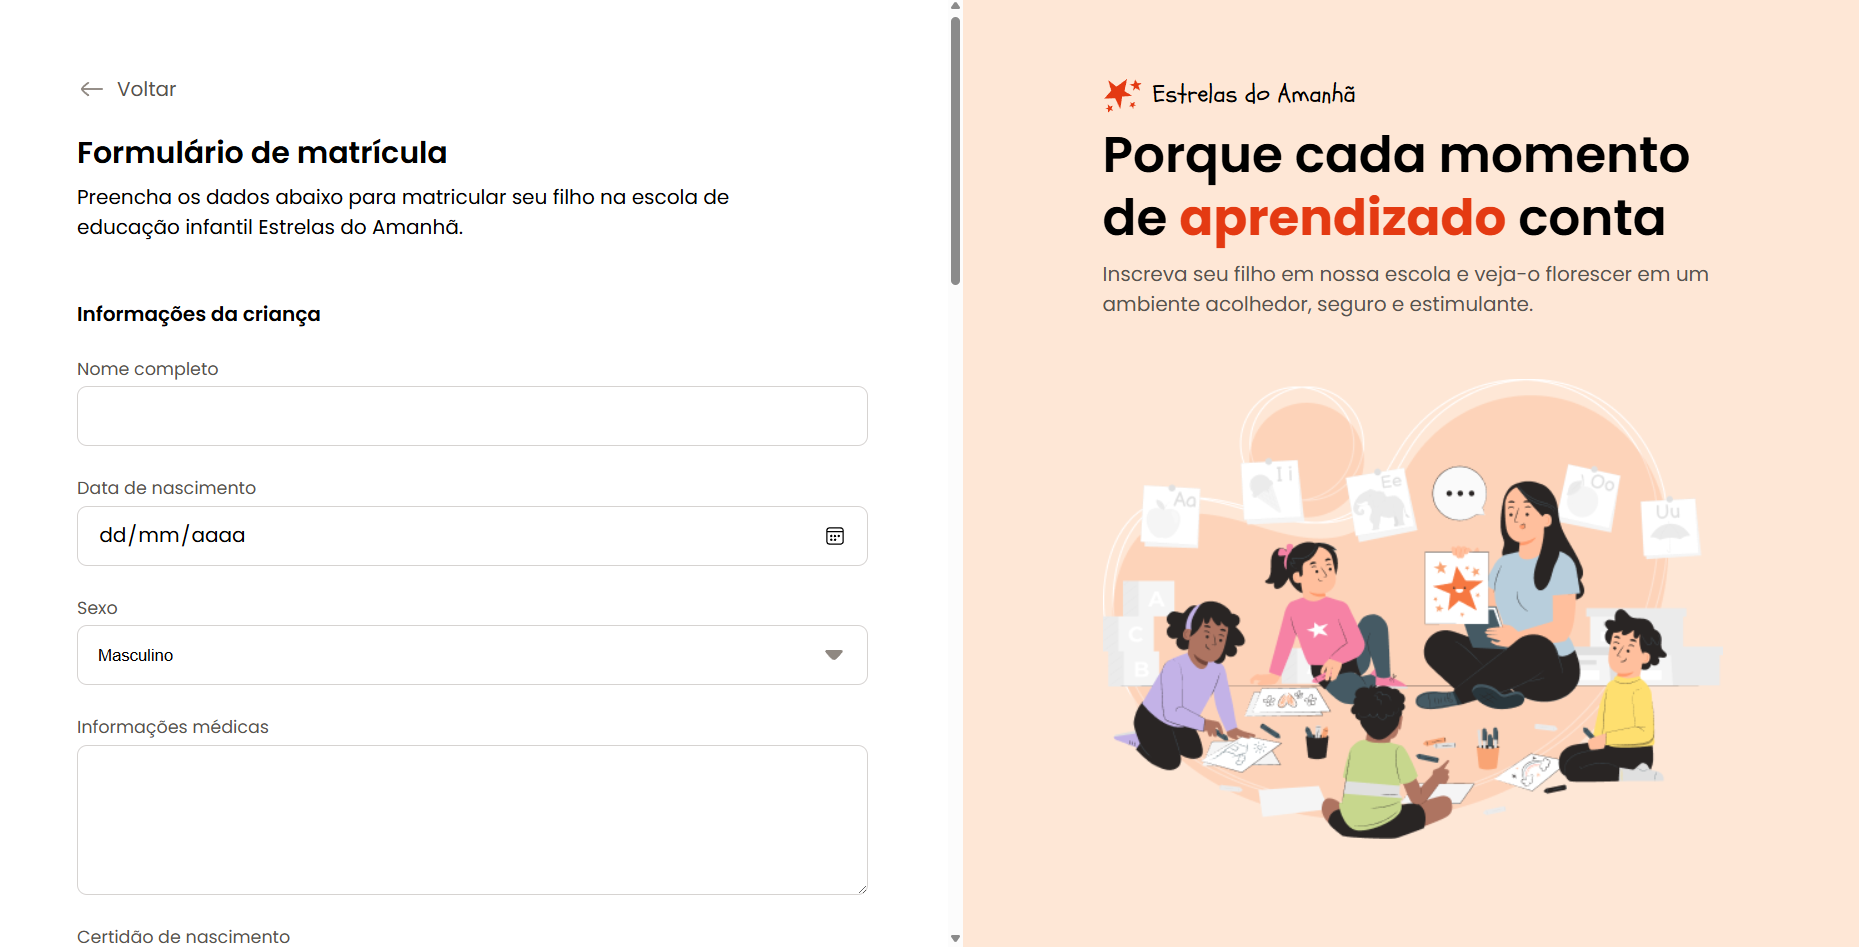 Voltar
Formulário de matrícula
Preencha os dados abaixo para matricular seu filho na escola de
educação infantil Estrelas do Amanhã.
Informações da criança
Nome completo
Data de nascimento
dd/mm/aaaa
Sexo
Masculino
Informações médicas
Certidão de nascimento
Estrelas do Amanhã
Porque cada momento
de aprendizado conta
Inscreva seu filho em nossa escola e veja-o florescer em um
ambiente acolhedor, seguro e estimulante.
Aa
Ii
Ee
Oo
Uu
A
C
B